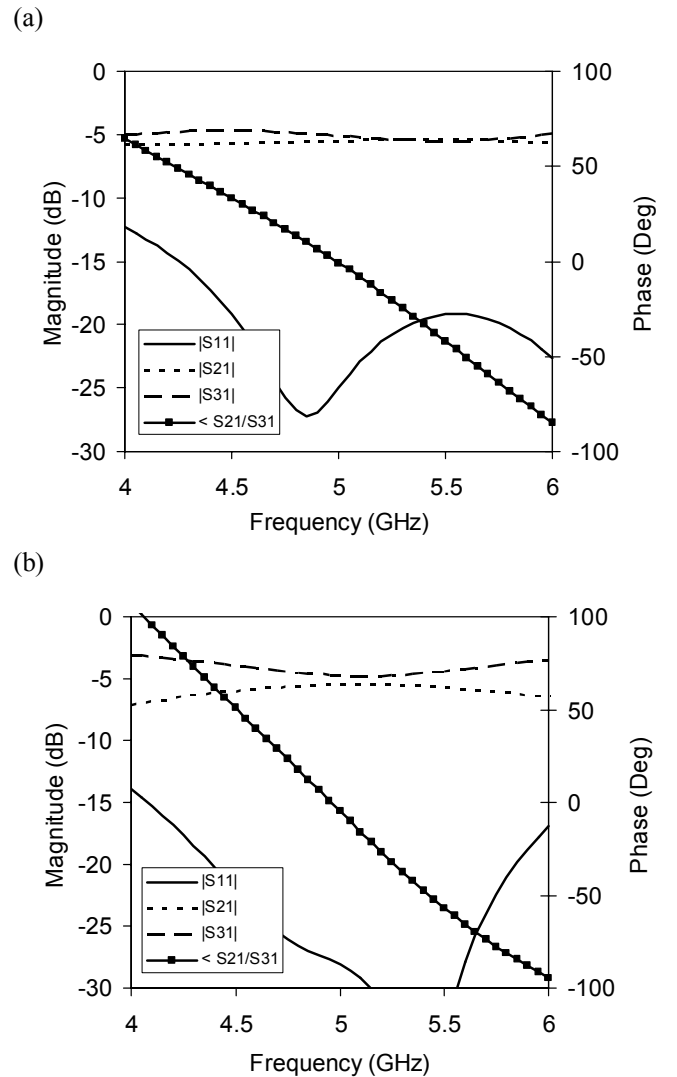 (a)
0
-5
-10
-15
-20
-25
-30
Magnitude (dB)
100
50
0
-50
-100
Phase (Deg)
|S11|
|S21|
|S31|
< S21/S31
4
4.5
5
5.5
6
Frequency (GHz)
(b)
0
-5
-10
-15
-20
-25
-30
Magnitude (dB)
100
50
0
-50
-100
Phase (Deg)
|S11|
|S21|
|S31|
< S21/S31
4
4.5
5
5.5
6
Frequency (GHz)